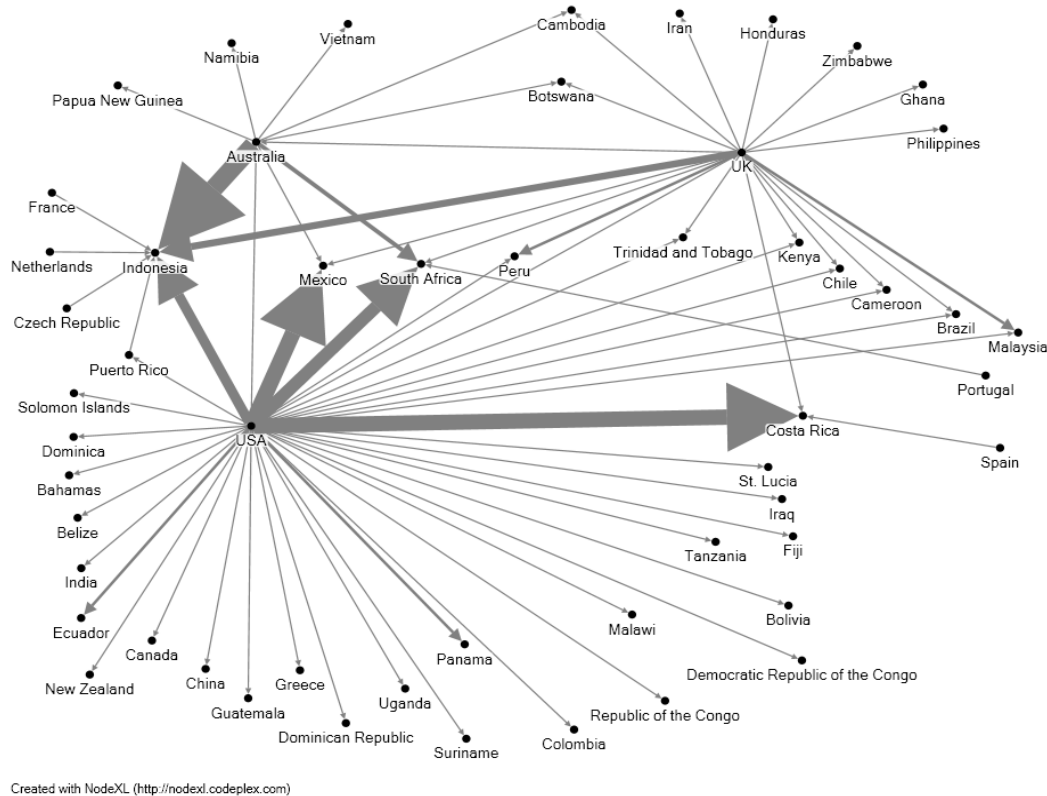 Cambodia
Iran
Vietnam
Honduras
Namibia
Zimbabwe
Papua New Guinea
Botswana
Ghana
Philippines
Australia
UK
France
Netherlands
Indonesia
Mexico
South Africa
Peru
Trinidad and Tobago
Kenya
Chile
Cameroon
Czech Republic
Brazil
Malaysia
Puerto Rico
Portugal
Solomon Islands
USA
Costa Rica
Dominica
Spain
Bahamas
St. Lucia
Iraq
Belize
Tanzania
Fiji
India
Ecuador
Malawi
Bolivia
Canada
Panama
New Zealand
China
Greece
Democratic Republic of the Congo
Guatemala
Uganda
Republic of the Congo
Dominican Republic
Suriname
Colombia
Created with NodeXL (http://nodexl.codeplex.com)